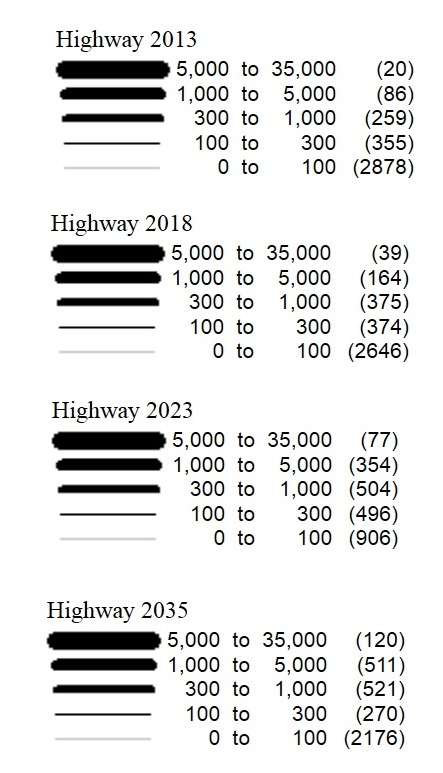 Highway 2013
5,000 to 35,000 (20)
1,000 to 5,000 (86)
300 to 1,000 (259)
100 to 300 (355)
0 to 100 (2878)
Highway 2018
5,000 to 35,000 (39)
1,000 to 5,000 (164)
300 to 1,000 (375)
100 to 300 (374)
0 to 100 (2646)
Highway 2023
5,000 to 35,000 (77)
1,000 to 5,000 (354)
300 to 1,000 (504)
100 to 300 (496)
0 to 100 (906)
Highway 2035
5,000 to 35,000 (120)
1,000 to 5,000 (511)
300 to 1,000 (521)
100 to 300 (270)
0 to 100 (2176)